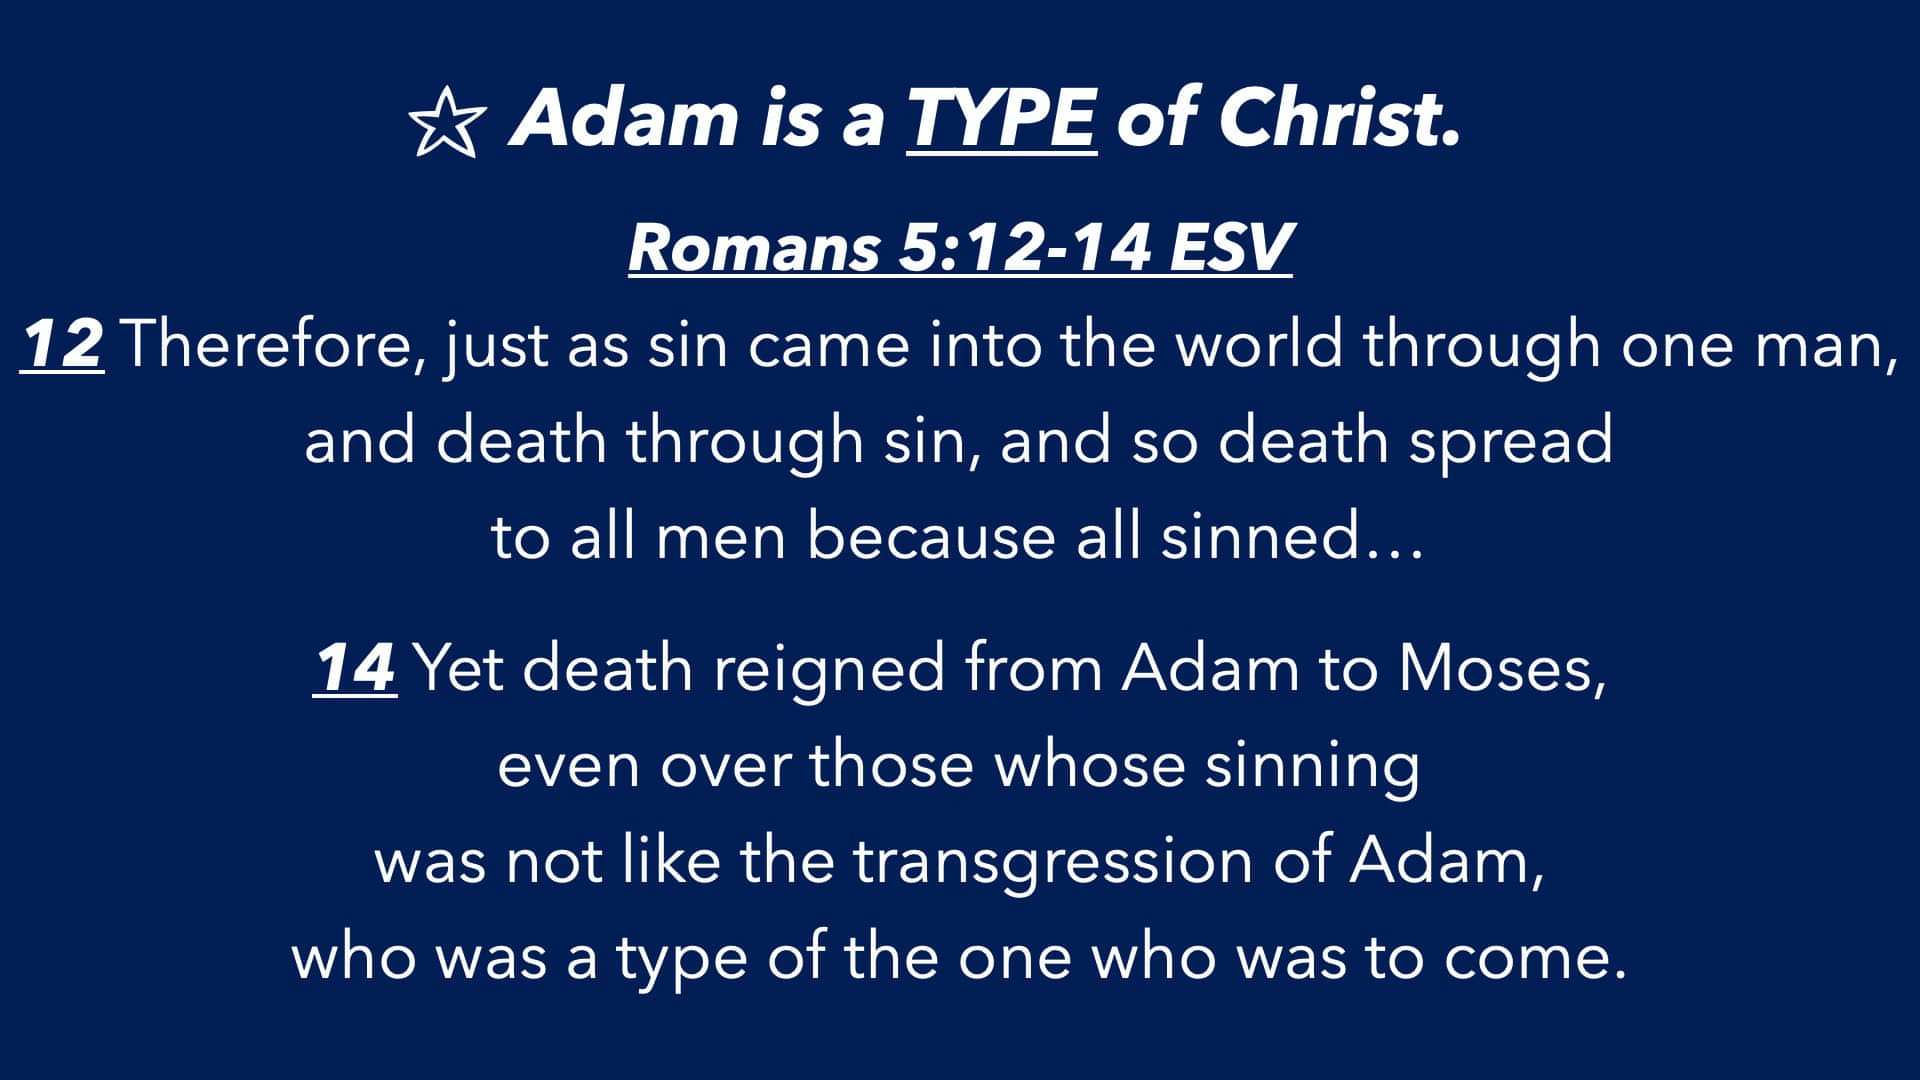 ☆ Adam is a TYPE of Christ.
Romans 5:12-14 ESV
12 Therefore, just as sin came into the world through one man,
and death through sin, and so death spread
to all men because all sinned…
14 Yet death reigned from Adam to Moses,
even over those whose sinning
was not like the transgression of Adam,
who was a type of the one who was to come.